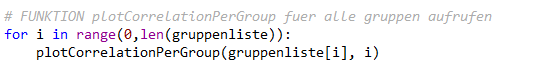 # FUNKTION plotCorrelationPerGroup fuer alle gruppen aufrufen
for i in range(0,len(gruppenliste)):
    plotCorrelationPerGroup(gruppenliste[i], i)